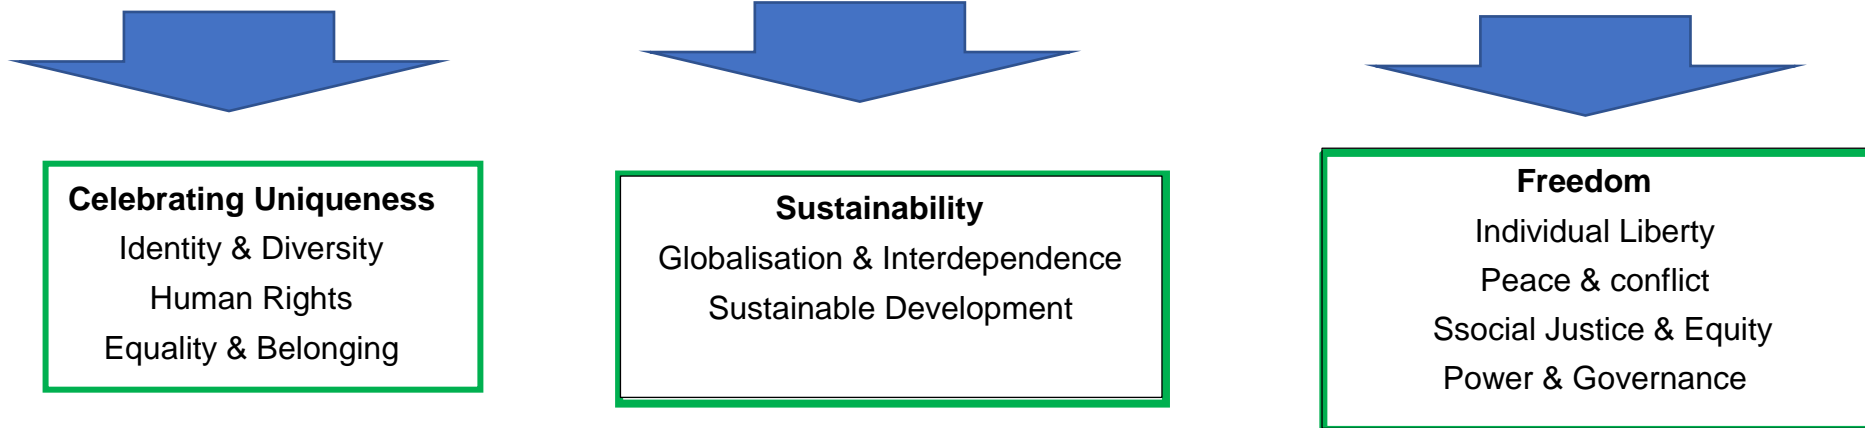 Celebrating Uniqueness
Identity & Diversity
Human Rights
Equality & Belonging
Sustainability
Globalisation & Interdependence
Sustainable Development
Freedom
Individual Liberty
Peace & conflict
Ssocial Justice & Equity
Power & Governance